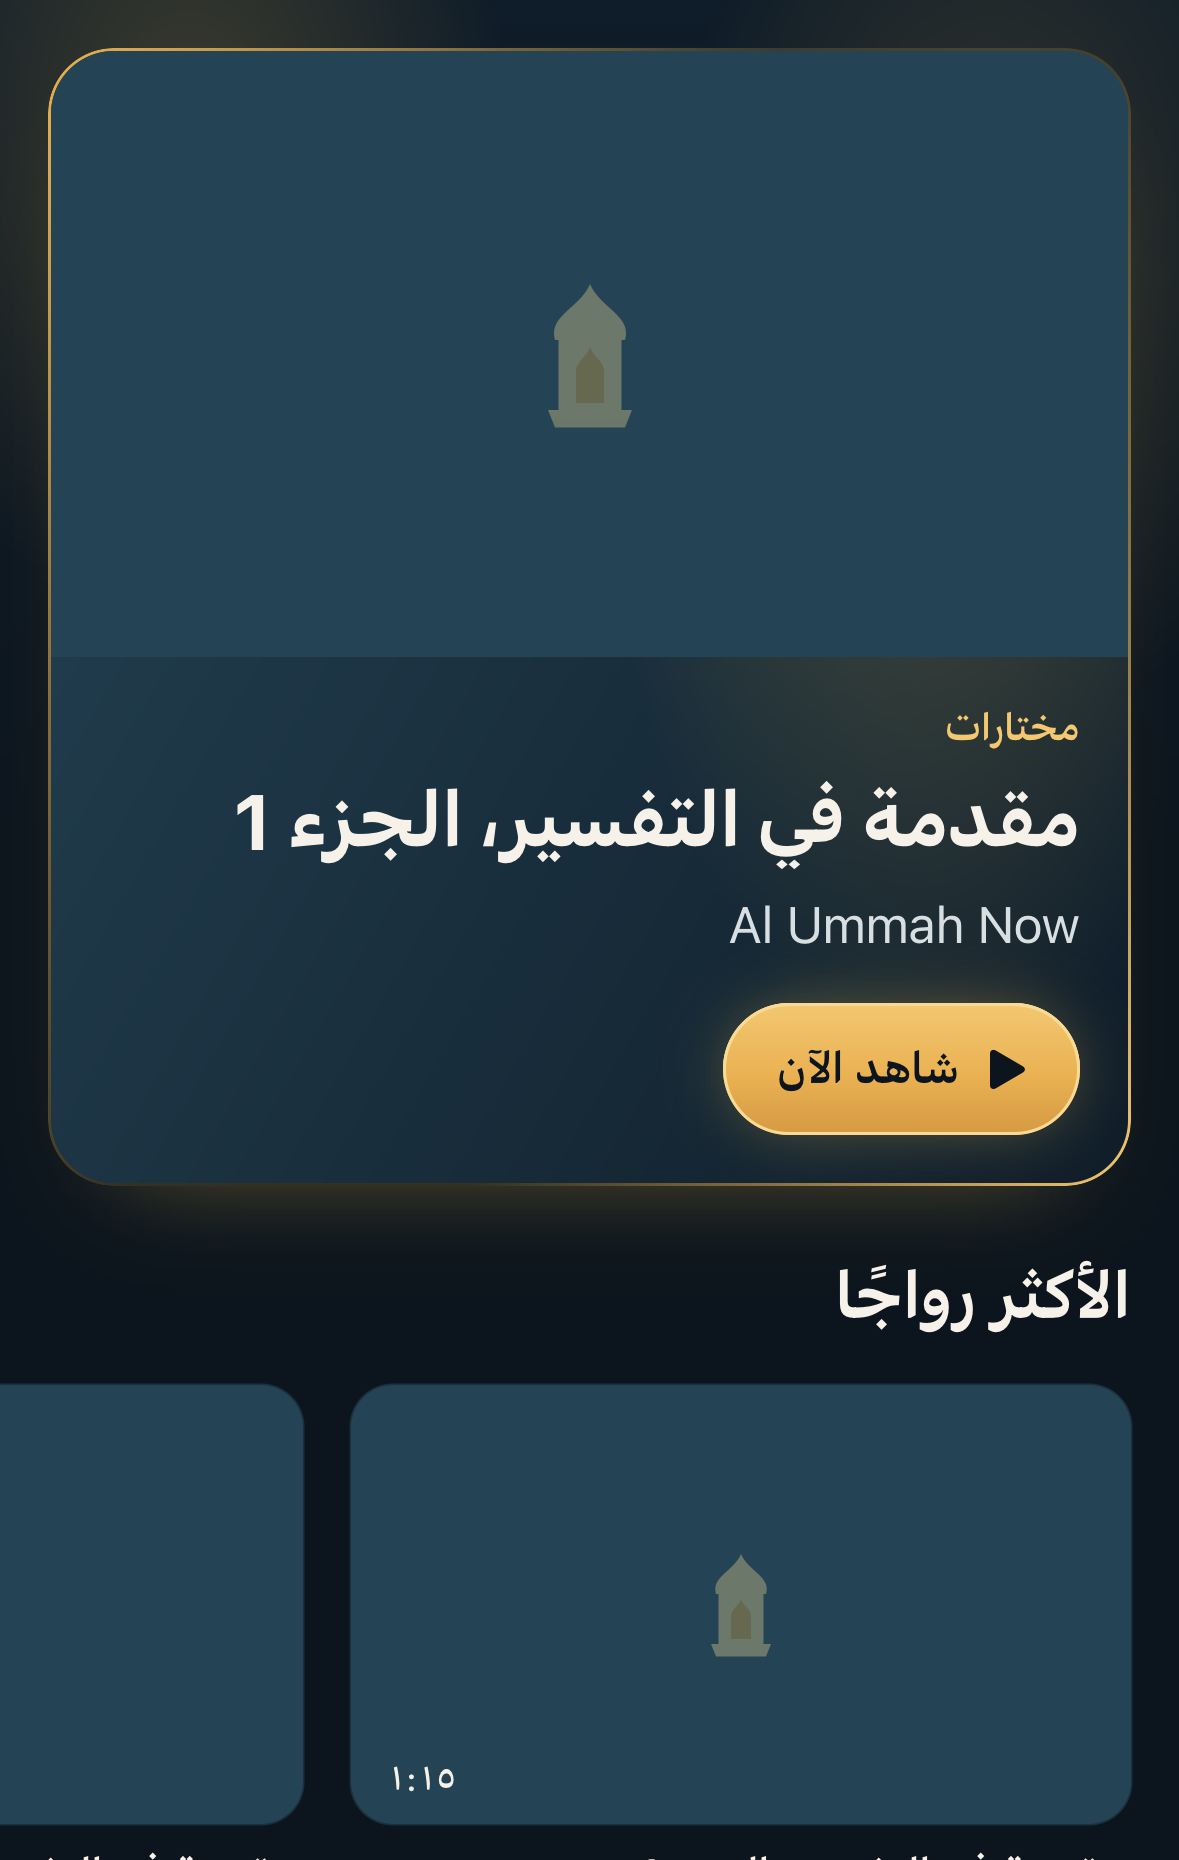 مختارات
مقدمة في التفسير، الجزء 1
Al Ummah Now
شاهد الآن
الأكثر رواجًا
١:١٥